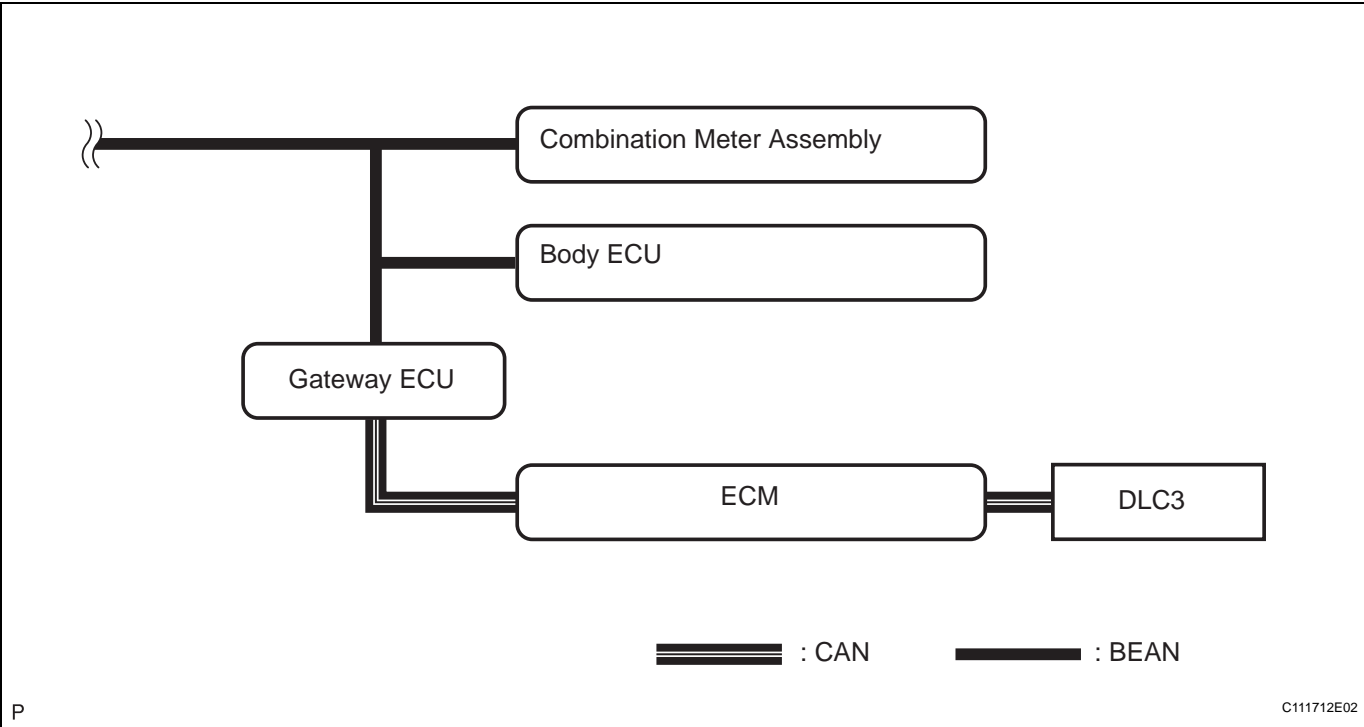 Combination Meter Assembly
Body ECU
Gateway ECU
ECM
DLC3
: CAN
: BEAN
P
C111712E02